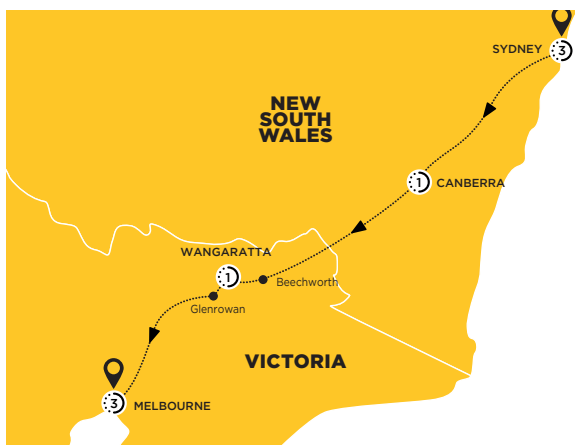 SYDNEY
3
NEW
SOUTH
WALES
1
CANBERRA
WANGARATTA
1
Beechworth
Glenrowan
VICTORIA
3
MELBOURNE